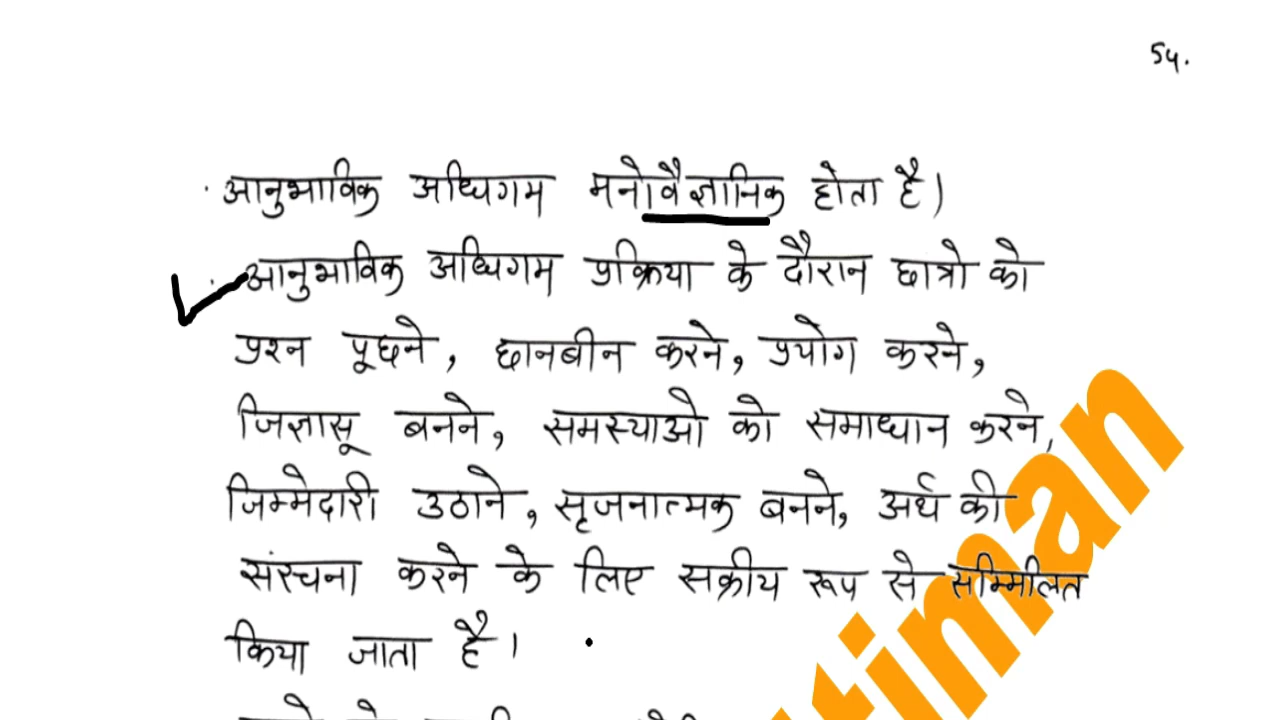 54.
· आनुभाविक अधिगम मनोवैज्ञानिक होता है।
· आनुभाविक अधिगम प्रक्रिया के दौरान छात्रो को
प्रश्न पूछने, छानबीन करने, प्रयोग करने,
जिज्ञासू बनने, समस्याओ को समाधान करने,
जिम्मेदारी उठाने, सृजनात्मक बनने, अर्थ की
संरचना करने के लिए सक्रीय रूप से सम्मिलित
किया जाता है।
timan